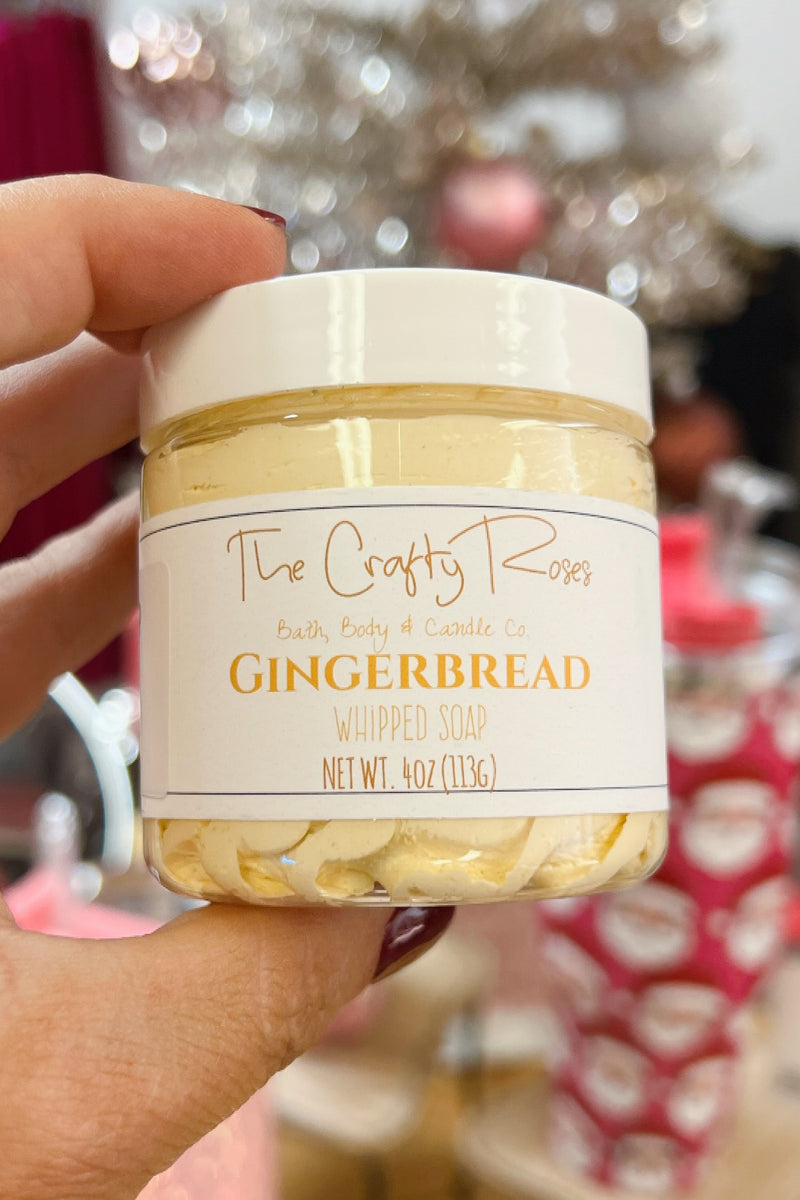 The Crafty Roses
Bath, Body & Candle Co.
GINGERBREAD
WHIPPED SOAP
NET WT. 4OZ (113G)